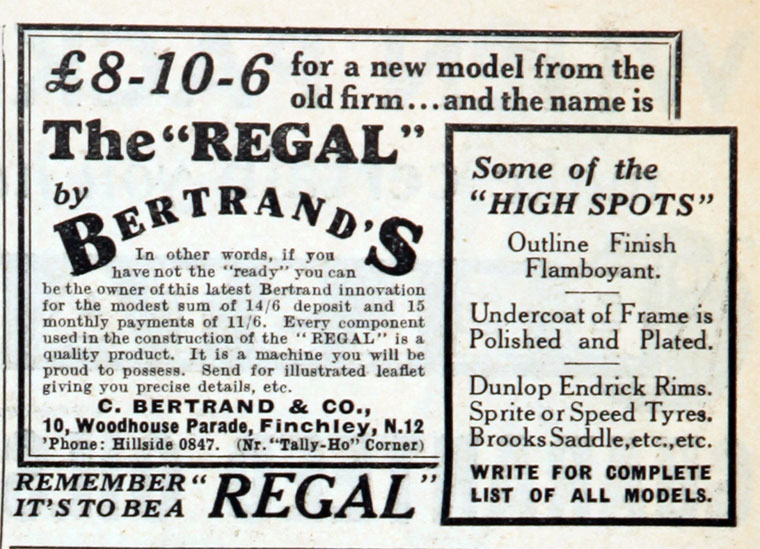 £8-10-6 for a new model from the
old firm...and the name is
The "REGAL"
by
BERTRAND'S
In other words, if you
have not the "ready" you can
be the owner of this latest Bertrand innovation
for the modest sum of 14/6 deposit and 15
monthly payments of 11/6. Every component
used in the construction of the "REGAL" is a
quality product. It is a machine you will be
proud to possess. Send for illustrated leaflet
giving you precise details, etc.
C. BERTRAND & CO.,
10, Woodhouse Parade, Finchley, N.12
'Phone: Hillside 0847. (Nr. "Tally-Ho" Corner)
Some of the
"HIGH SPOTS"
Outline Finish
Flamboyant.
Undercoat of Frame is
Polished and Plated.
Dunlop Endrick Rims.
Sprite or Speed Tyres.
Brooks Saddle, etc., etc.
WRITE FOR COMPLETE
LIST OF ALL MODELS.
REMEMBER
IT'S TO BE A "REGAL"